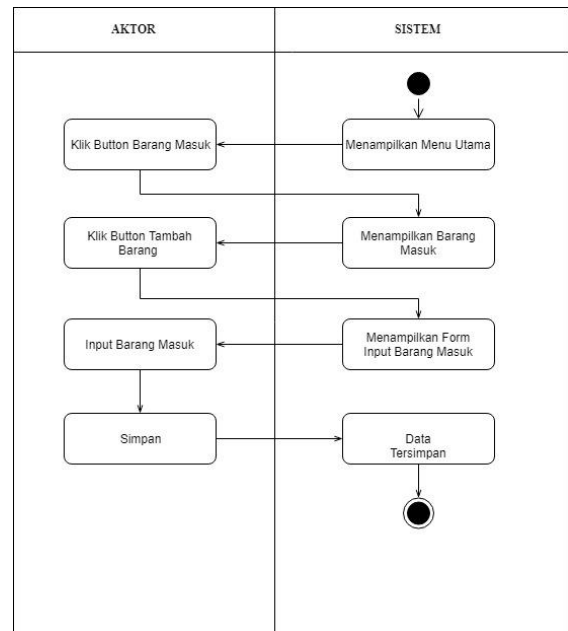 AKTOR
SISTEM
Menampilkan Menu Utama
Klik Button Barang Masuk
Menampilkan Barang
Masuk
Klik Button Tambah
Barang
Menampilkan Form
Input Barang Masuk
Input Barang Masuk
Simpan
Data
Tersimpan